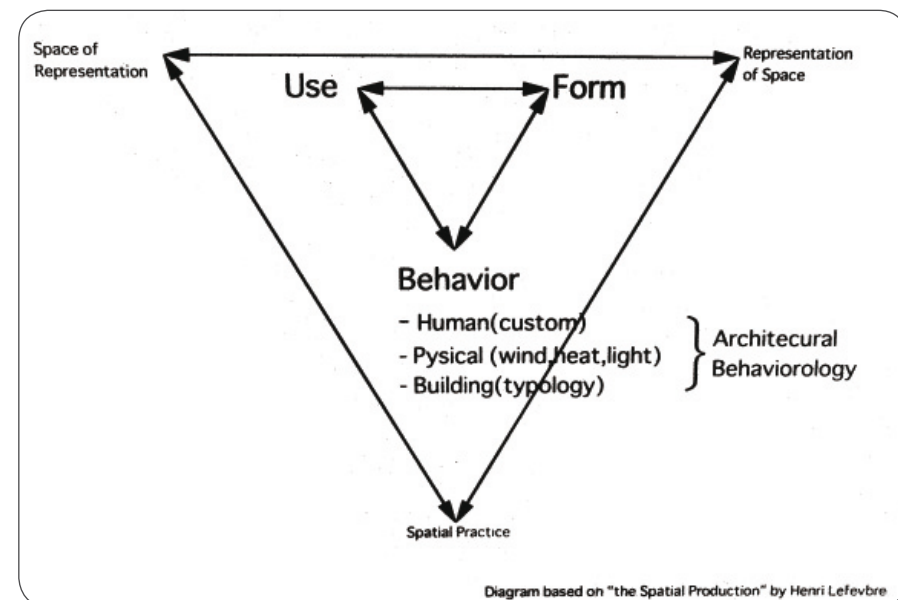 Space of
Representation
Representation
of Space
Use
Form
Behavior
- Human(custom)
- Pysical (wind,heat,light)
- Building(typology)
Architecural
Behaviorology
Spatial Practice
Diagram based on "the Spatial Production" by Henri Lefevbre